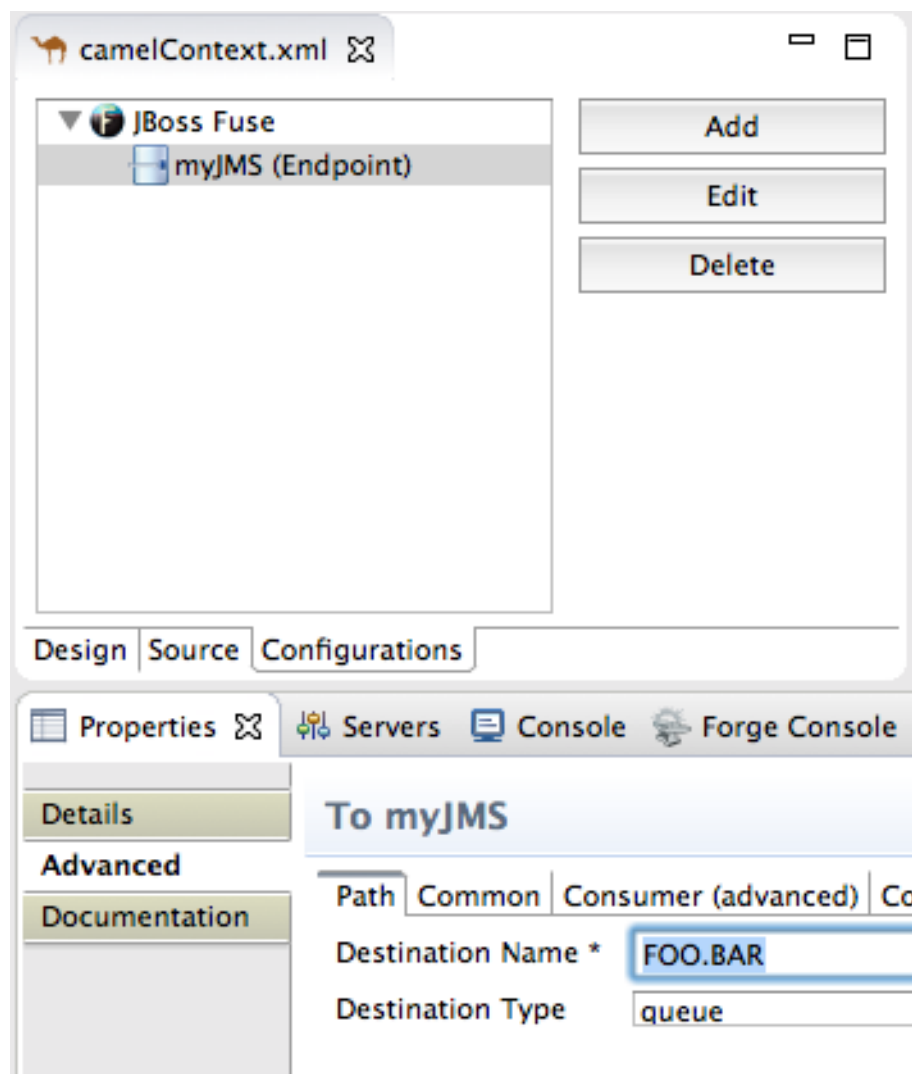 camelContext.xml
JBoss Fuse
myJMS (Endpoint)
Add
Edit
Delete
Design Source Configurations
Properties Servers Console Forge Console
Details
Advanced
Documentation
To myJMS
Path Common Consumer (advanced) Co
Destination Name * FOO.BAR
Destination Type queue